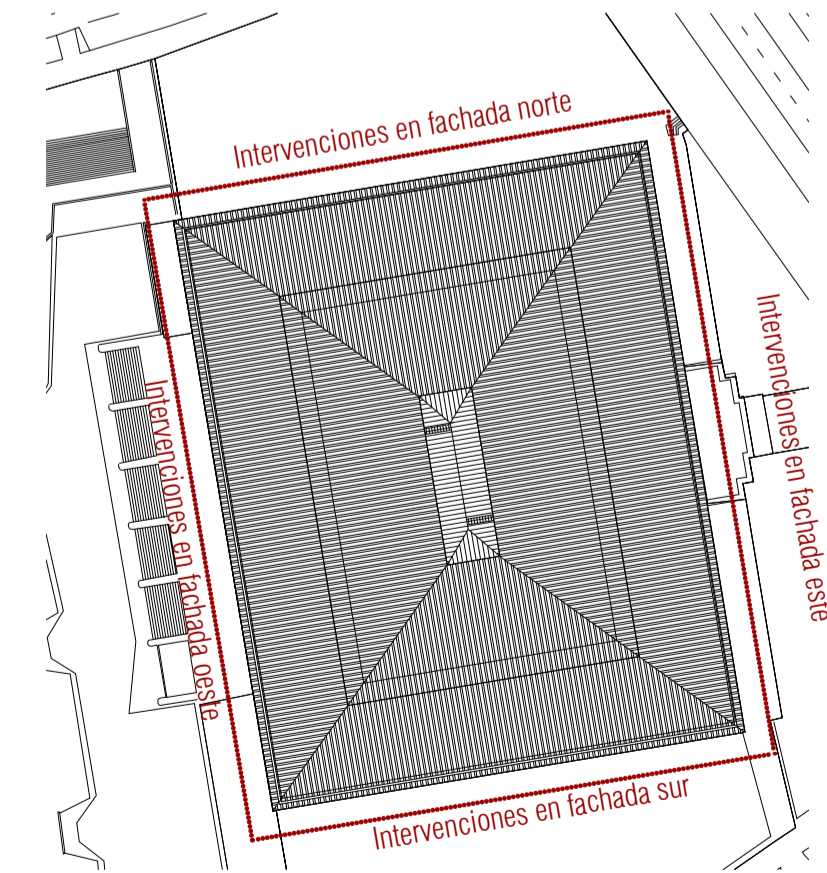 Intervenciones en fachada norte
Intervenciones en fachada este
Intervenciones en fachada oeste
Intervenciones en fachada sur